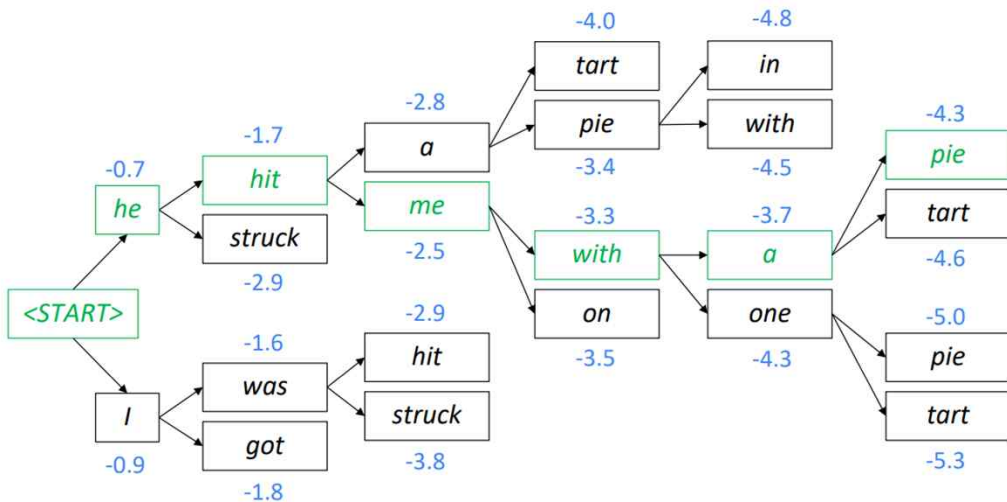 -4.0 -4.8
tart in
-2.8
-1.7 a pie with -4.3
-0.7 hit -3.4 -4.5 pie
he me -3.3 -3.7
struck -2.5 with a tart
-2.9 -4.6
<START> -2.9 on one -5.0
-1.6 hit -3.5 -4.3 pie
was
I struck tart
got -3.8 -5.3
-0.9
-1.8